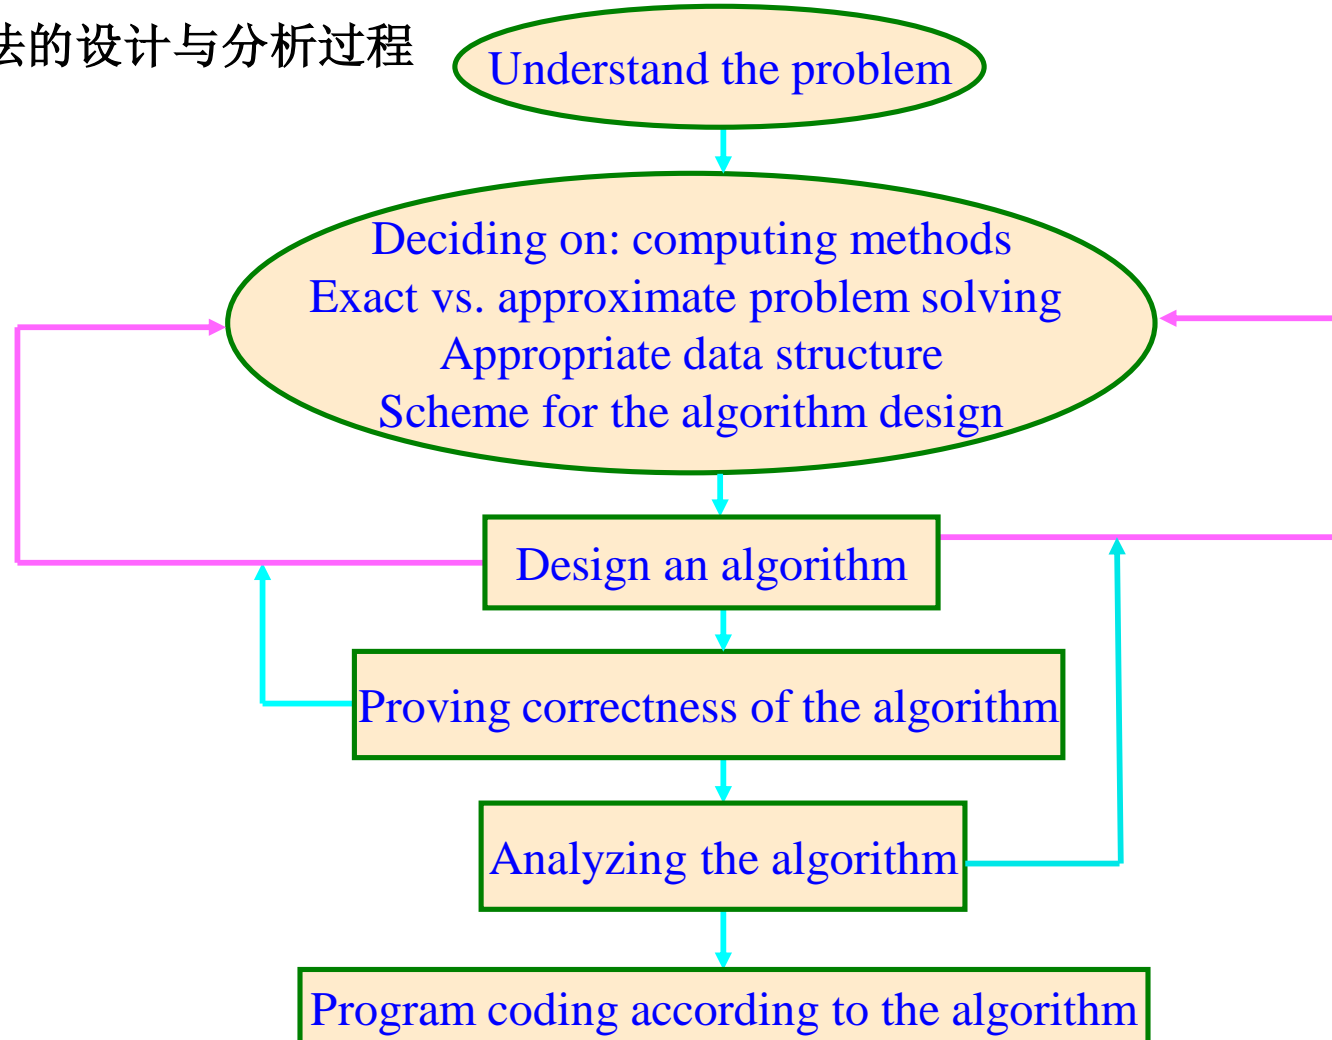 法的设计与分析过程
Understand the problem
Deciding on: computing methods
Exact vs. approximate problem solving
Appropriate data structure
Scheme for the algorithm design
Design an algorithm
Proving correctness of the algorithm
Analyzing the algorithm
Program coding according to the algorithm